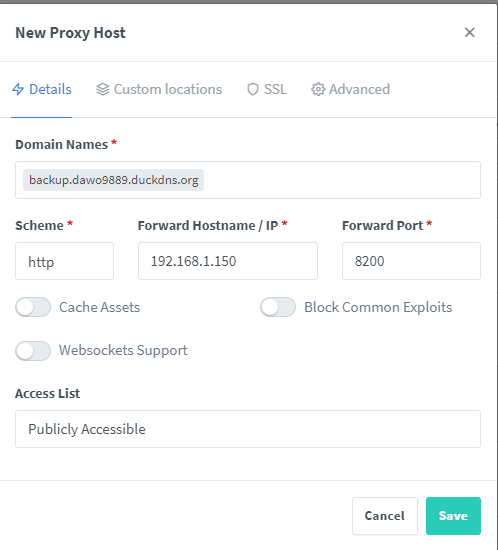 New Proxy Host
Details Custom locations SSL Advanced
Domain Names *
backup.dawo9889.duckdns.org
Scheme * Forward Hostname / IP * Forward Port *
http 192.168.1.150 8200
Cache Assets Block Common Exploits
Websockets Support
Access List
Publicly Accessible
Cancel Save